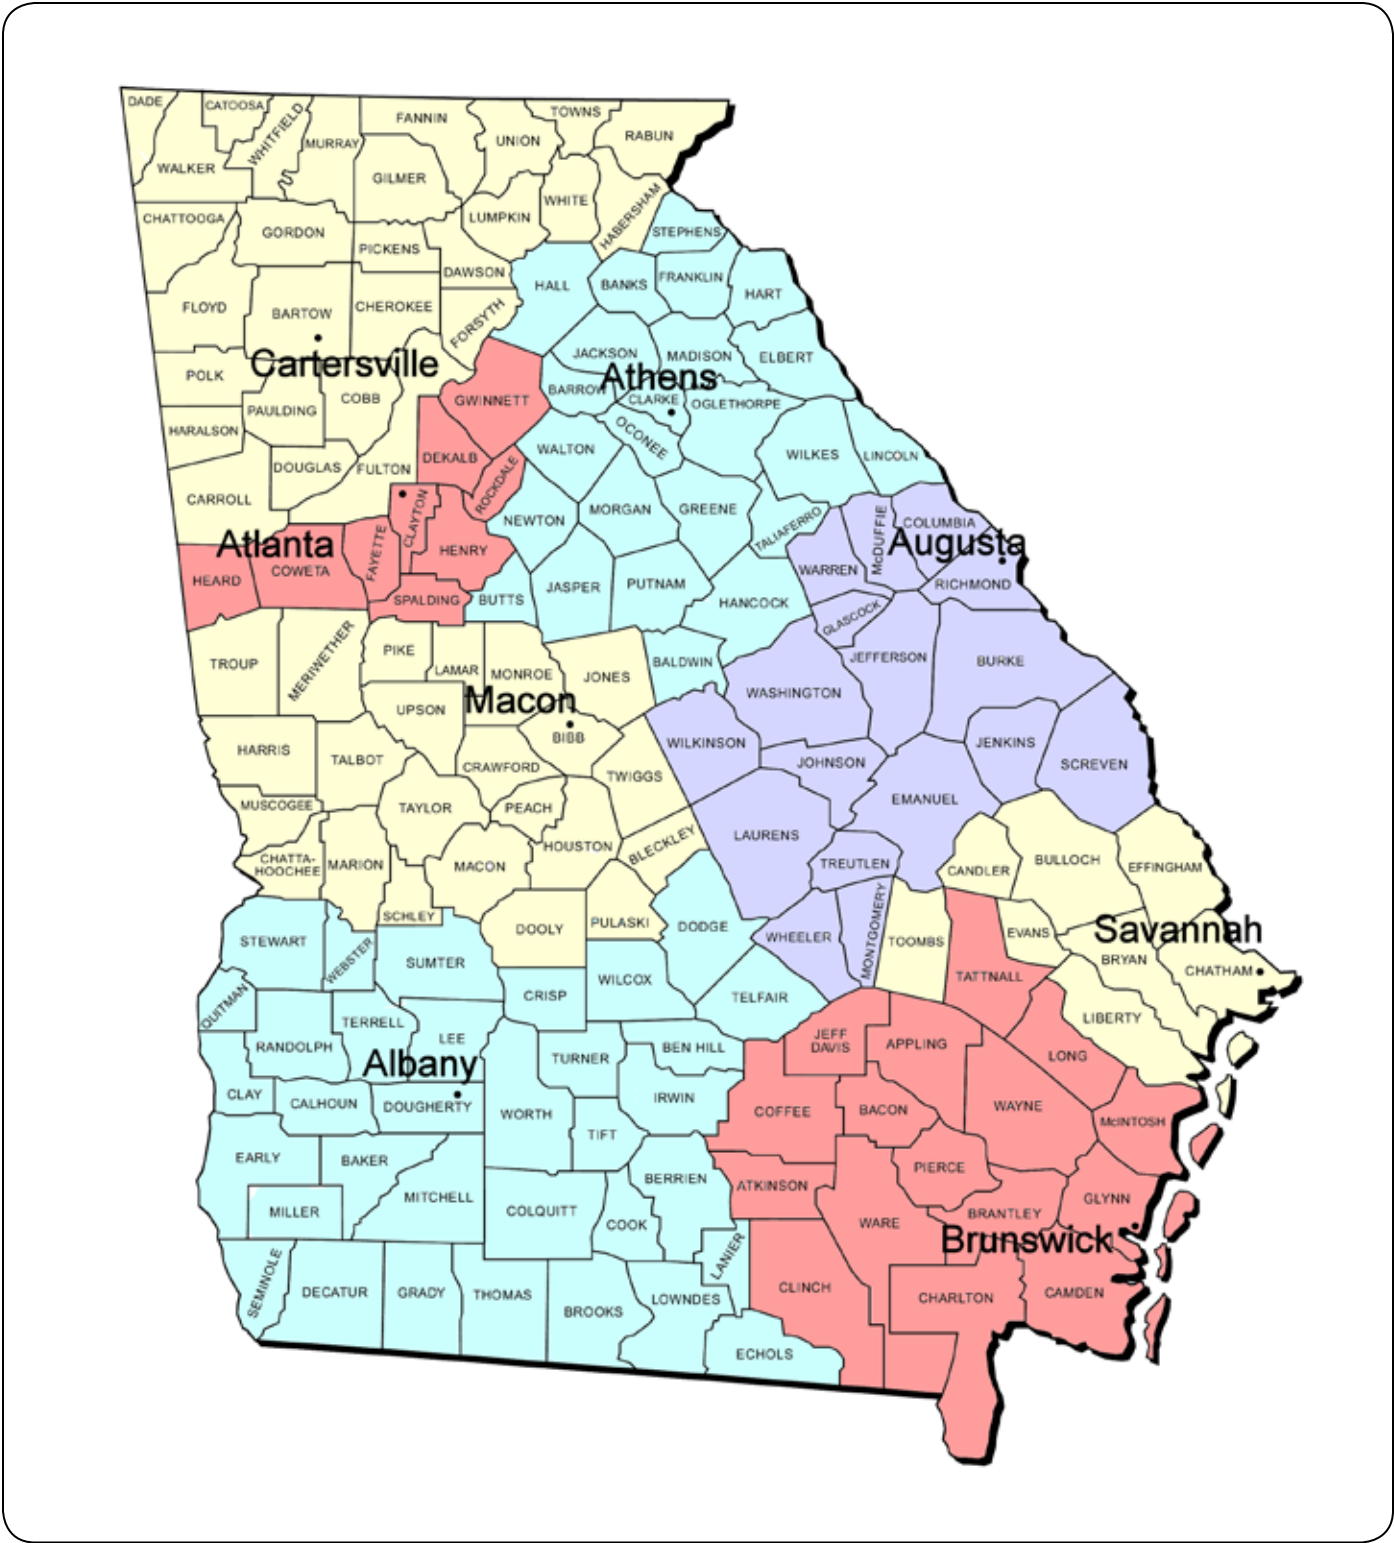 DADE
CATOOSA
WHITFIELD
MURRAY
FANNIN
UNION
TOWNS
RABUN
WALKER
GILMER
LUMPKIN
WHITE
HABERSHAM
CHATTOOGA
GORDON
PICKENS
DAWSON
STEPHENS
HALL
BANKS
FRANKLIN
HART
FLOYD
BARTOW
CHEROKEE
FORSYTH
Cartersville
JACKSON
MADISON
ELBERT
Athens
POLK
PAULDING
COBB
GWINNETT
BARROW
CLARKE
OGLETHORPE
HARALSON
DOUGLAS
FULTON
DEKALB
ROCKDALE
WALTON
OCONEE
WILKES
LINCOLN
CARROLL
CLAYTON
NEWTON
MORGAN
GREENE
TALIAFERRO
McDUFFIE
COLUMBIA
Atlanta
Augusta
HEARD
COWETA
FAYETTE
HENRY
SPALDING
BUTTS
JASPER
PUTNAM
HANCOCK
WARREN
RICHMOND
GLASCOCK
TROUP
MERIWETHER
PIKE
LAMAR
MONROE
JONES
BALDWIN
WASHINGTON
JEFFERSON
BURKE
Macon
UPSON
BIBB
WILKINSON
JENKINS
SCREVEN
HARRIS
TALBOT
CRAWFORD
TWIGGS
JOHNSON
EMANUEL
MUSCOGEE
TAYLOR
PEACH
HOUSTON
BLECKLEY
LAURENS
TREUTLEN
CANDLER
BULLOCH
EFFINGHAM
CHATTA-
HOOCHEE
MARION
MACON
SCHLEY
DOOLY
PULASKI
DODGE
WHEELER
MONTGOMERY
TOOMBS
EVANS
Savannah
BRYAN
CHATHAM
STEWART
WEBSTER
SUMTER
CRISP
WILCOX
TELFAIR
TATTNALL
LIBERTY
QUITMAN
RANDOLPH
TERRELL
LEE
TURNER
BEN HILL
JEFF
DAVIS
APPLING
LONG
Albany
CLAY
CALHOUN
DOUGHERTY
WORTH
IRWIN
COFFEE
BACON
WAYNE
McINTOSH
TIFT
EARLY
BAKER
MITCHELL
BERRIEN
ATKINSON
PIERCE
GLYNN
MILLER
COLQUITT
COOK
WARE
BRANTLEY
Brunswick
SEMINOLE
DECATUR
GRADY
THOMAS
BROOKS
LOWNDES
LANIER
CLINCH
CHARLTON
CAMDEN
ECHOLS